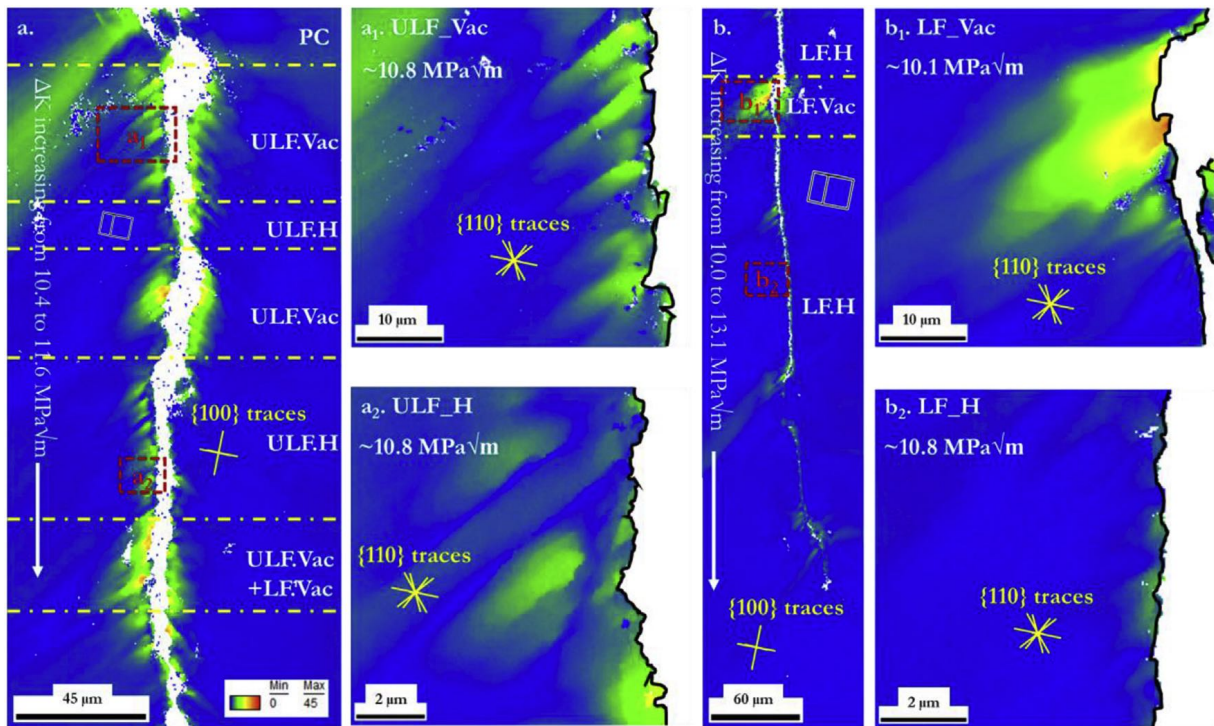 a.
PC
ΔK increasing from 10.4 to 11.6 MPa√m
a₁
ULF.Vac
ULF.H
ULF.Vac
{100} traces
ULF.H
a₂
ULF.Vac
+LF.Vac
45 μm
Min Max
0 45
a₁. ULF_Vac
~10.8 MPa√m
{110} traces
10 μm
a₂. ULF_H
~10.8 MPa√m
{110} traces
2 μm
b.
LF.H
b₁
LF.Vac
ΔK increasing from 10.0 to 13.1 MPa√m
b₂
LF.H
{100} traces
60 μm
b₁. LF_Vac
~10.1 MPa√m
{110} traces
10 μm
b₂. LF_H
~10.8 MPa√m
{110} traces
2 μm